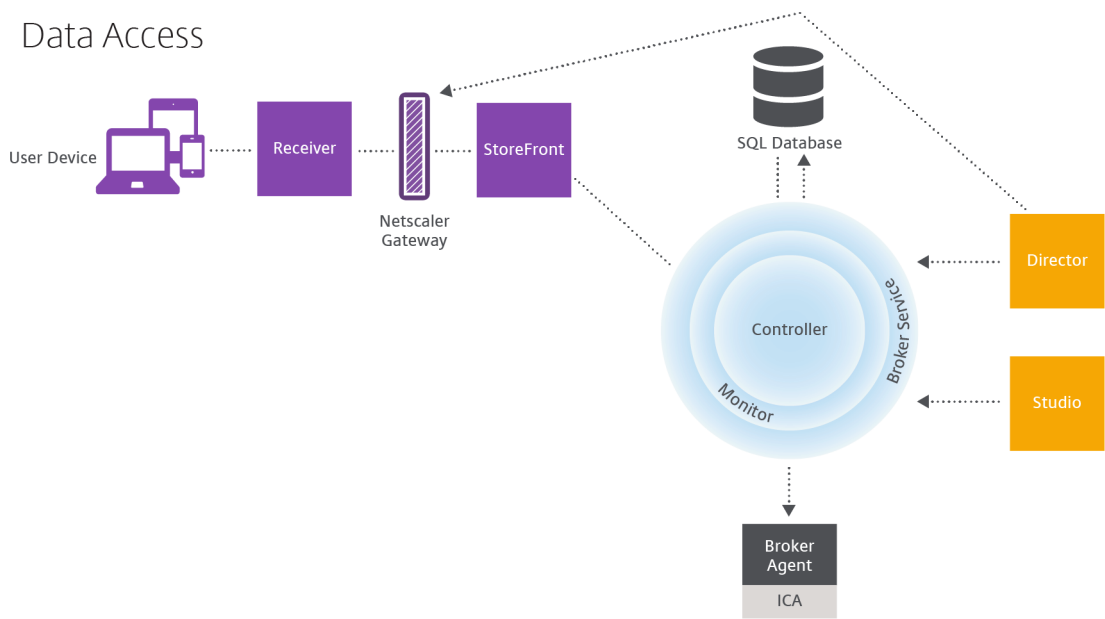 Data Access
SQL Database
User Device
Receiver
StoreFront
Netscaler
Gateway
Director
Controller
Broker Service
Monitor
Studio
Broker
Agent
ICA